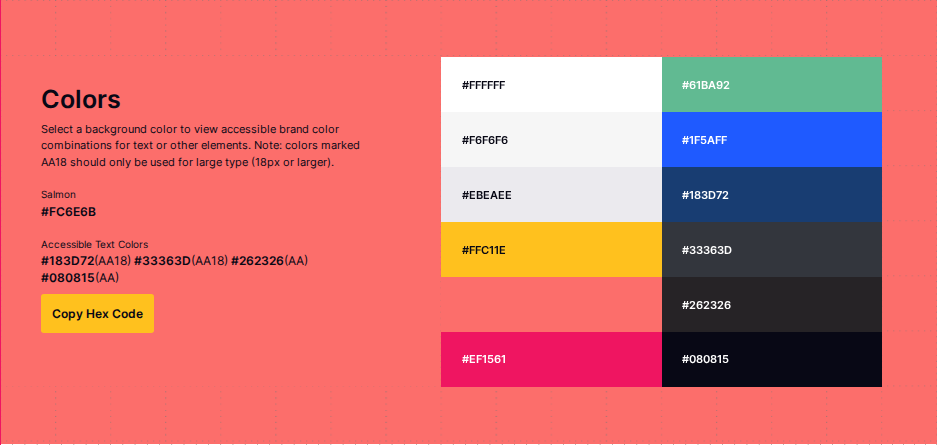 Colors
Select a background color to view accessible brand color
combinations for text or other elements. Note: colors marked
AA18 should only be used for large type (18px or larger).
Salmon
#FC6E6B
Accessible Text Colors
#183D72(AA18) #33363D(AA18) #262326(AA)
#080815(AA)
Copy Hex Code
#FFFFFF
#61BA92
#F6F6F6
#1F5AFF
#EBEAEE
#183D72
#FFC11E
#33363D
#262326
#EF1561
#080815